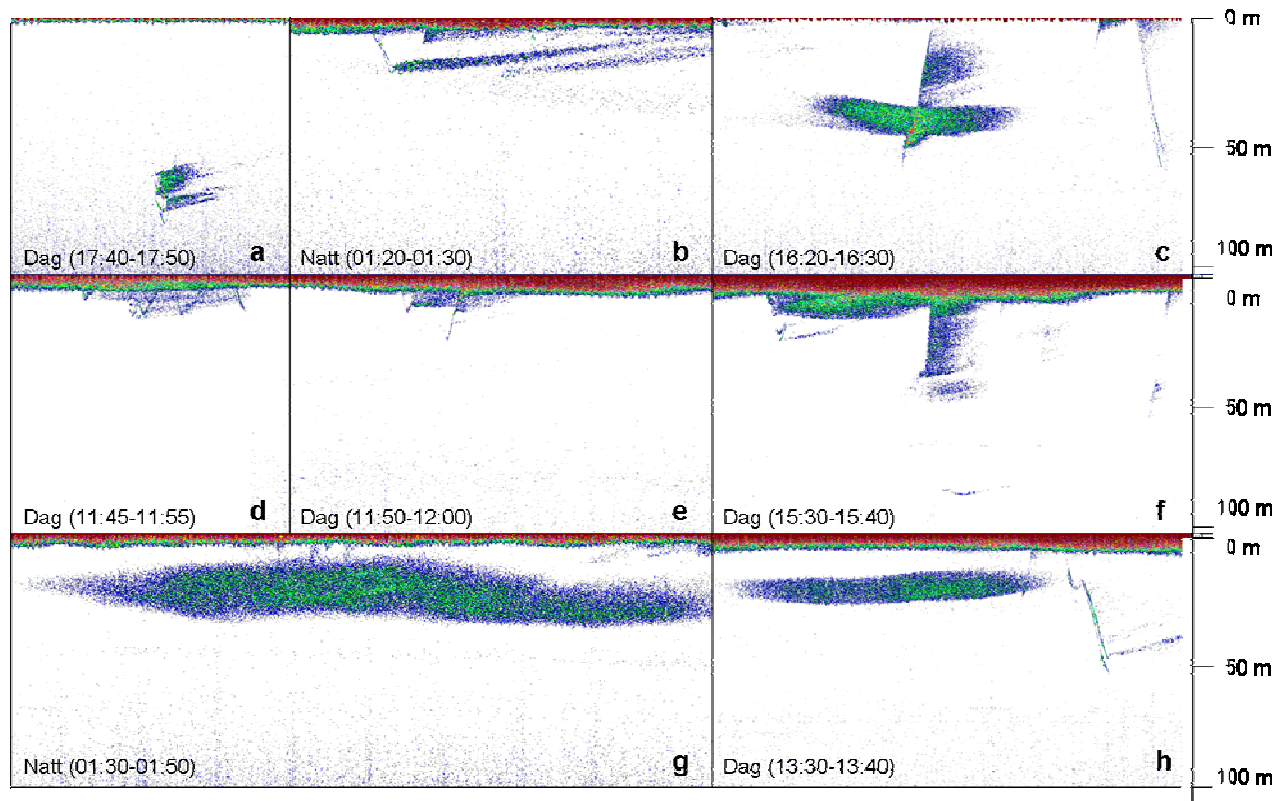 0 m
50 m
Dag (17:40-17:50) a
Natt (01:20-01:30) b
Dag (16:20-16:30) c
100 m
0 m
50 m
Dag (11:45-11:55) d
Dag (11:50-12:00) e
Dag (15:30-15:40) f
100 m
0 m
50 m
Natt (01:30-01:50) g
Dag (13:30-13:40) h
100 m